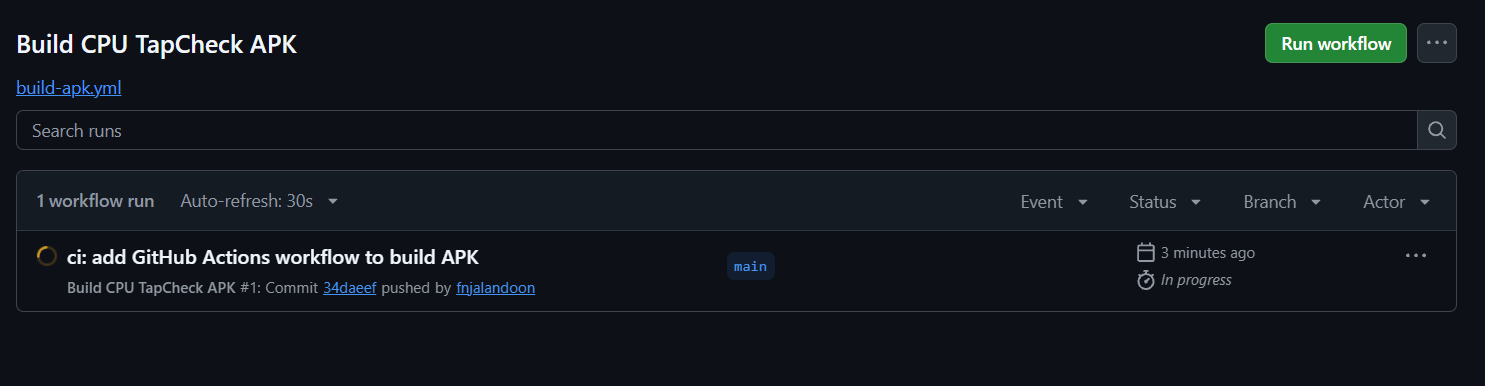 Build CPU TapCheck APK
Run workflow
build-apk.yml
Search runs
1 workflow run Auto-refresh: 30s Event Status Branch Actor
ci: add GitHub Actions workflow to build APK
main
3 minutes ago
Build CPU TapCheck APK #1: Commit 34daeef pushed by fnjalandoon
In progress